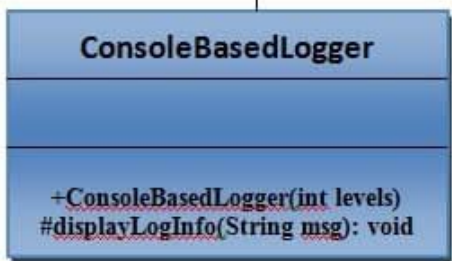 ConsoleBasedLogger
+ConsoleBasedLogger(int levels)
#displayLogInfo(String msg): void